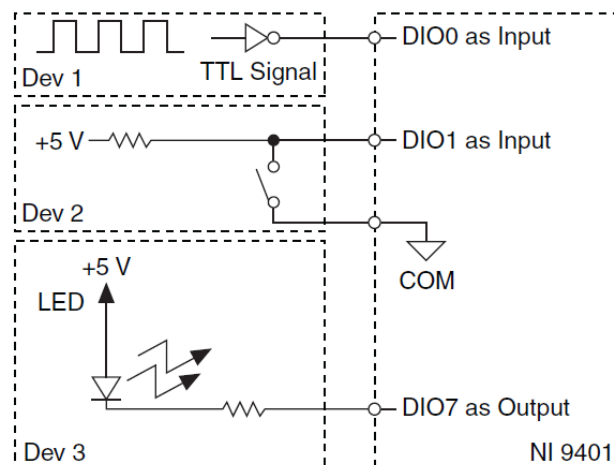 DIO0 as Input
TTL Signal
Dev 1
+5 V
DIO1 as Input
Dev 2
COM
+5 V
LED
DIO7 as Output
Dev 3
NI 9401